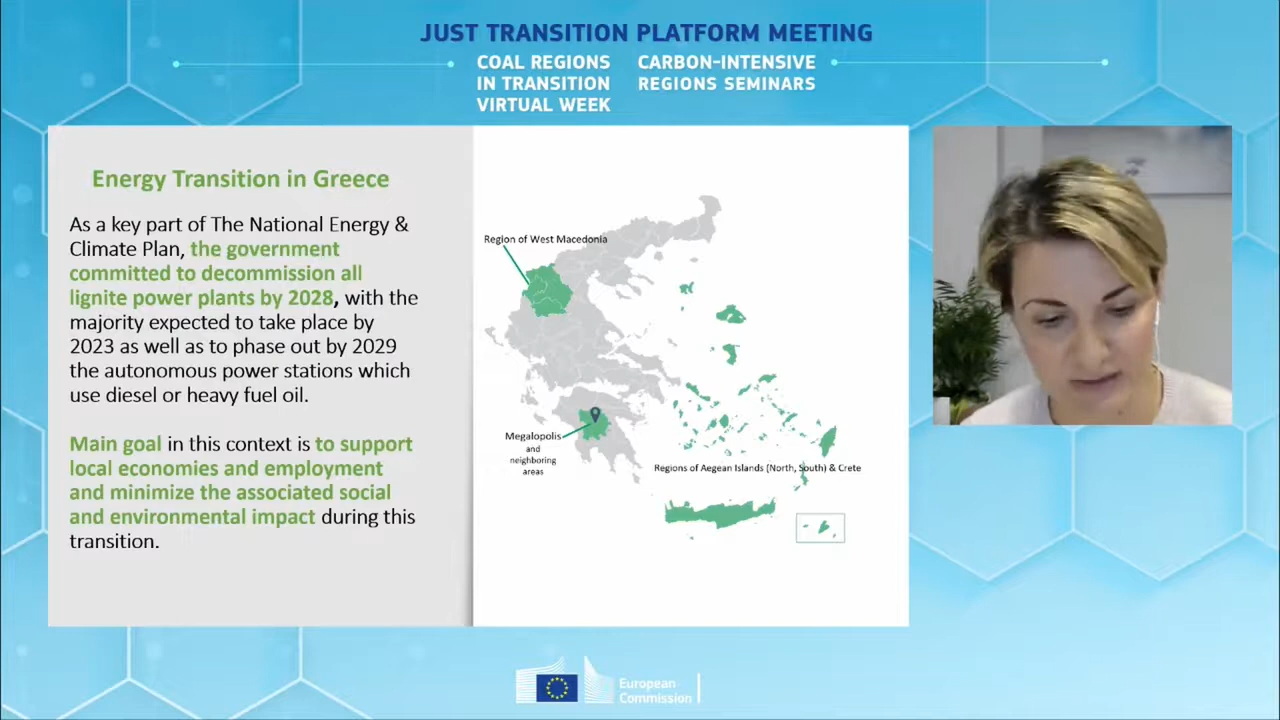 JUST TRANSITION PLATFORM MEETING
COAL REGIONS
IN TRANSITION
VIRTUAL WEEK
CARBON-INTENSIVE
REGIONS SEMINARS
Energy Transition in Greece
As a key part of The National Energy &
Climate Plan, the government
committed to decommission all
lignite power plants by 2028, with the
majority expected to take place by
2023 as well as to phase out by 2029
the autonomous power stations which
use diesel or heavy fuel oil.
Main goal in this context is to support
local economies and employment
and minimize the associated social
and environmental impact during this
transition.
Region of West Macedonia
Megalopolis
and
neighboring
areas
Regions of Aegean Islands (North, South) & Crete
European
Commission